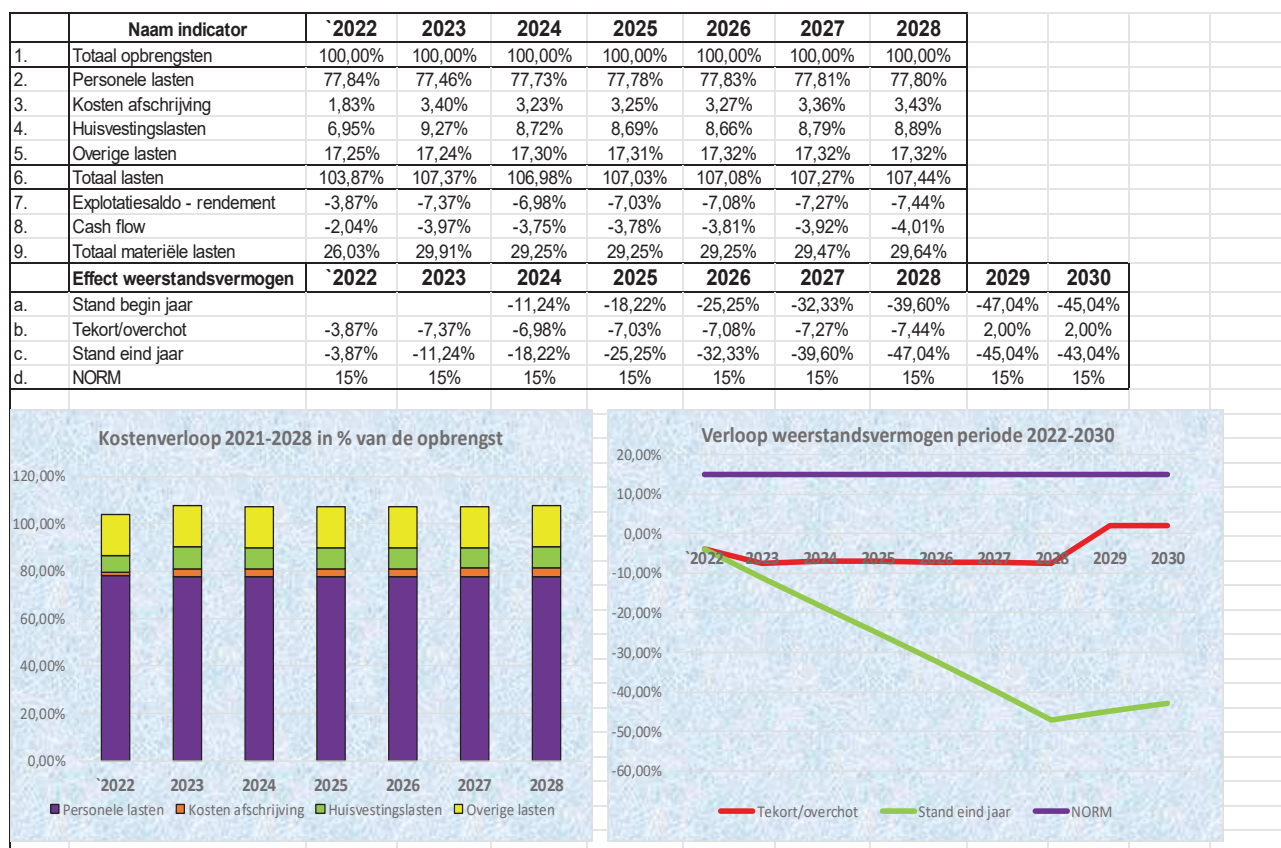 Naam indicator `2022 2023 2024 2025 2026 2027 2028
1. Totaal opbrengsten 100,00% 100,00% 100,00% 100,00% 100,00% 100,00% 100,00%
2. Personele lasten 77,84% 77,46% 77,73% 77,78% 77,83% 77,81% 77,80%
3. Kosten afschrijving 1,83% 3,40% 3,23% 3,25% 3,27% 3,36% 3,43%
4. Huisvestingslasten 6,95% 9,27% 8,72% 8,69% 8,66% 8,79% 8,89%
5. Overige lasten 17,25% 17,24% 17,30% 17,31% 17,32% 17,32% 17,32%
6. Totaal lasten 103,87% 107,37% 106,98% 107,03% 107,08% 107,27% 107,44%
7. Explotatiesaldo - rendement -3,87% -7,37% -6,98% -7,03% -7,08% -7,27% -7,44%
8. Cash flow -2,04% -3,97% -3,75% -3,78% -3,81% -3,92% -4,01%
9. Totaal materiële lasten 26,03% 29,91% 29,25% 29,25% 29,25% 29,47% 29,64%
Effect weerstandsvermogen `2022 2023 2024 2025 2026 2027 2028 2029 2030
a. Stand begin jaar -11,24% -18,22% -25,25% -32,33% -39,60% -47,04% -45,04%
b. Tekort/overchot -3,87% -7,37% -6,98% -7,03% -7,08% -7,27% -7,44% 2,00% 2,00%
c. Stand eind jaar -3,87% -11,24% -18,22% -25,25% -32,33% -39,60% -47,04% -45,04% -43,04%
d. NORM 15% 15% 15% 15% 15% 15% 15% 15% 15%
Kostenverloop 2021-2028 in % van de opbrengst
120,00%
100,00%
80,00%
60,00%
40,00%
20,00%
0,00%
`2022 2023 2024 2025 2026 2027 2028
Personele lasten Kosten afschrijving Huisvestingslasten Overige lasten
Verloop weerstandsvermogen periode 2022-2030
20,00%
10,00%
0,00%
`2022 2023 2024 2025 2026 2027 2028 2029 2030
-10,00%
-20,00%
-30,00%
-40,00%
-50,00%
-60,00%
Tekort/overchot Stand eind jaar NORM